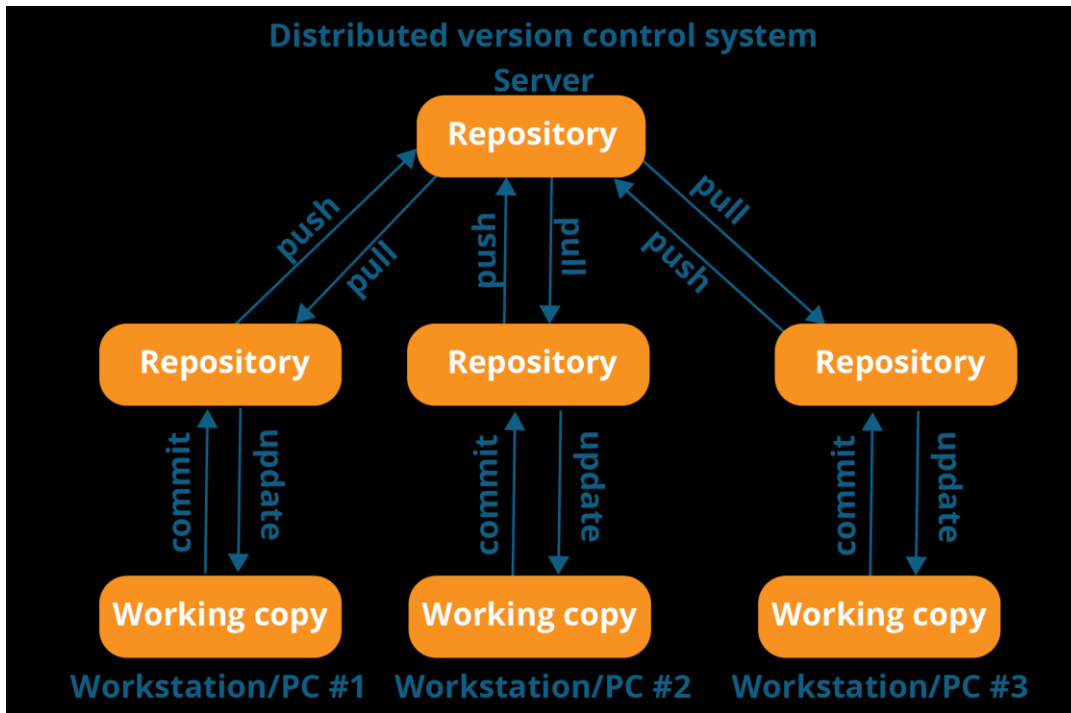 Distributed version control system
Server
Repository
push
pull
push
pull
push
pull
Repository
Repository
Repository
commit
update
commit
update
commit
update
Working copy
Working copy
Working copy
Workstation/PC #1
Workstation/PC #2
Workstation/PC #3